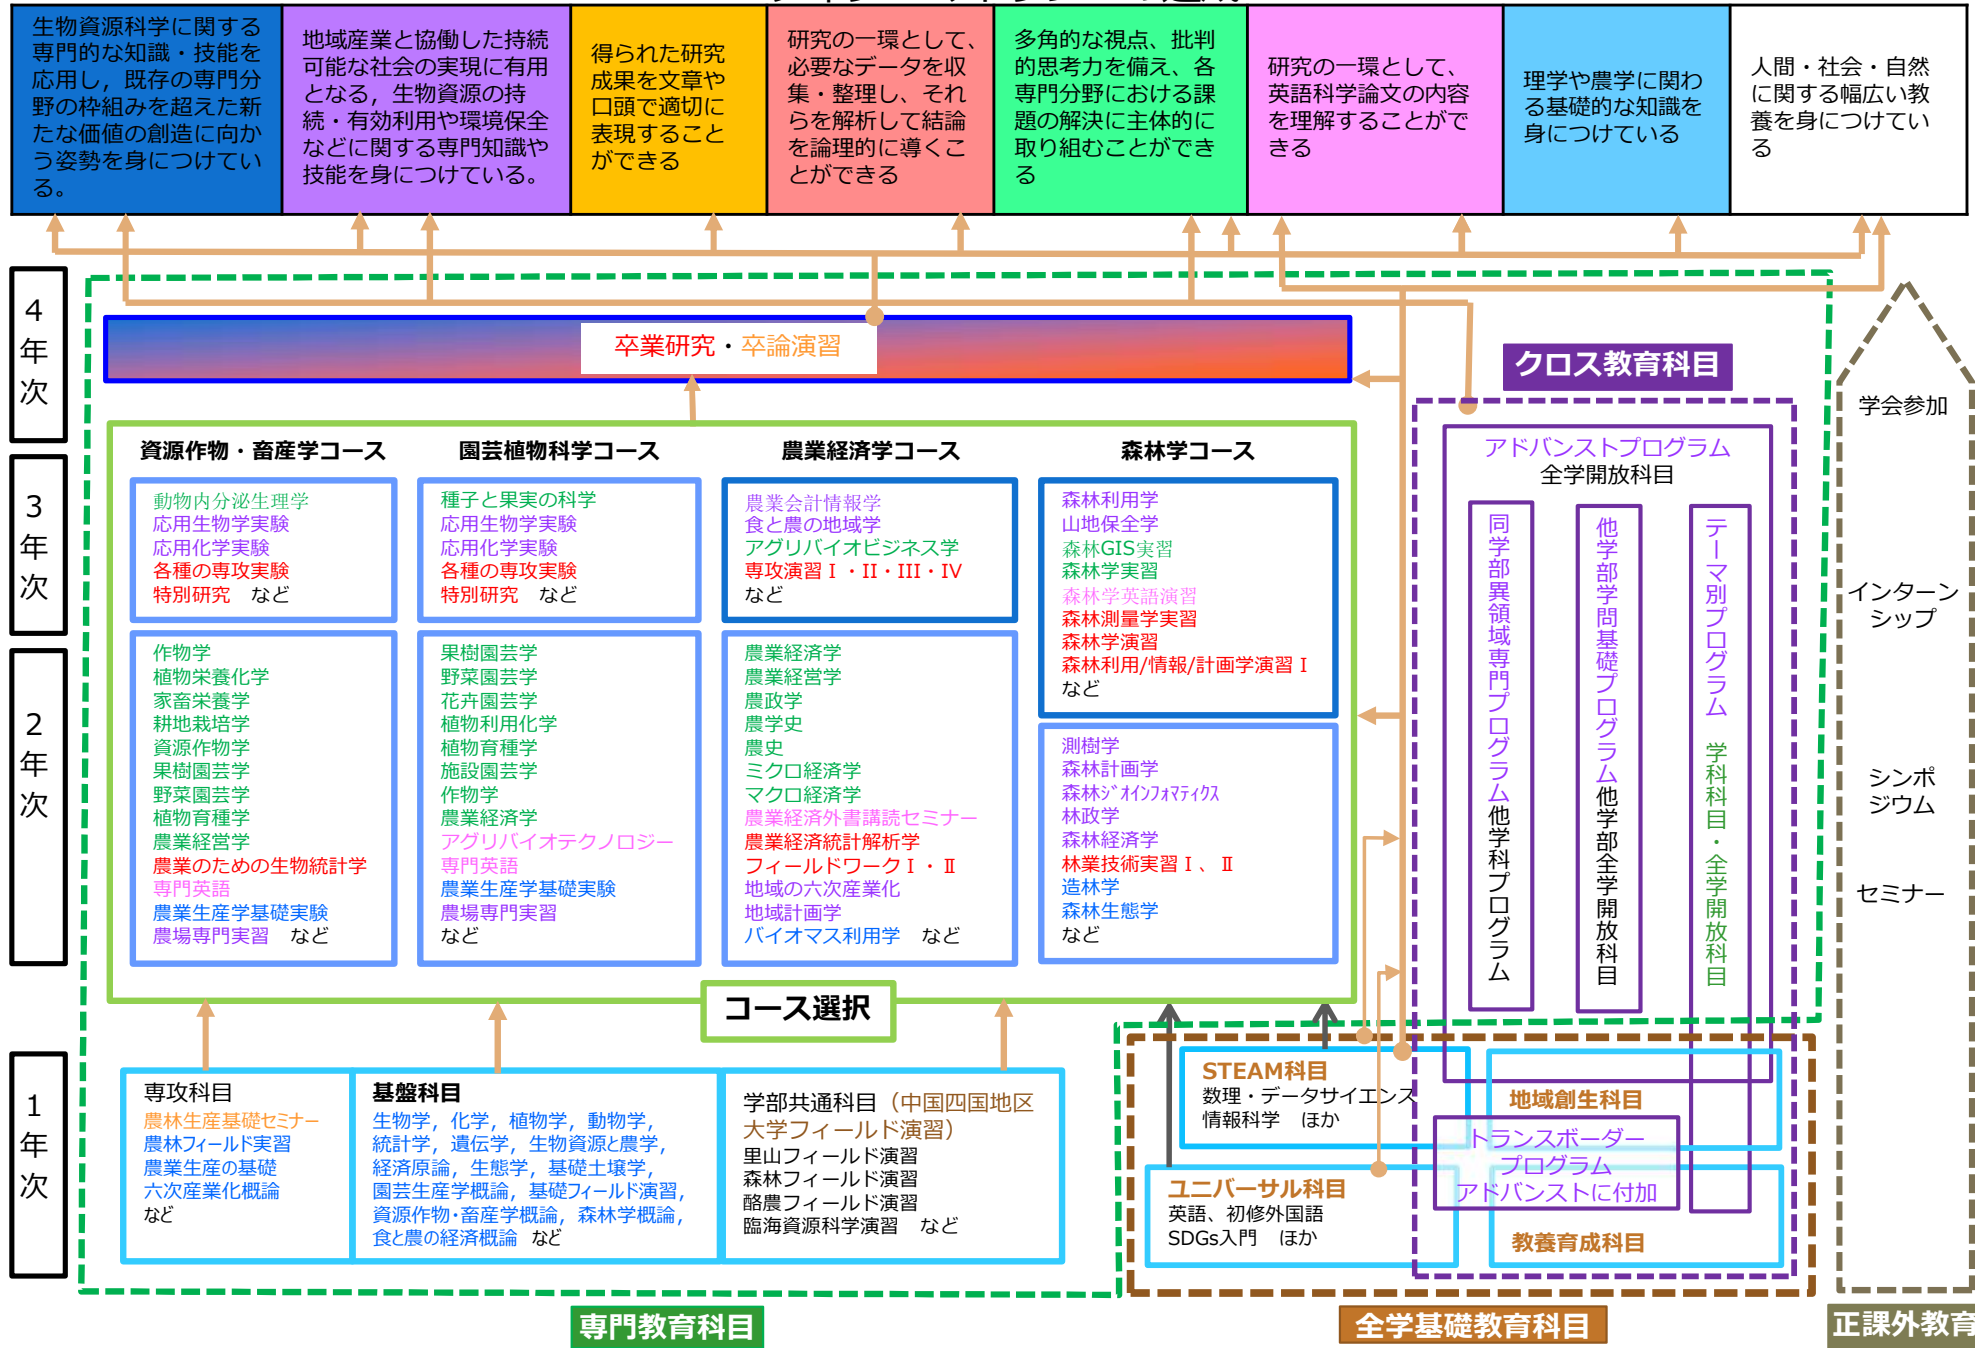 生物資源科学に関する
専門的な知識・技能を
応用し，既存の専門分
野の枠組みを超えた新
たな価値の創造に向か
う姿勢を身につけてい
る。
地域産業と協働した持続
可能な社会の実現に有用
となる，生物資源の持
続・有効利用や環境保全
などに関する専門知識や
技能を身につけている。
得られた研究
成果を文章や
口頭で適切に
表現すること
ができる
研究の一環として、
必要なデータを収
集・整理し、それ
らを解析して結論
を論理的に導くこ
とができる
多角的な視点、批判
的思考力を備え、各
専門分野における課
題の解決に主体的に
取り組むことができ
る
研究の一環として、
英語科学論文の内容
を理解することがで
きる
理学や農学に関わ
る基礎的な知識を
身につけている
人間・社会・自然
に関する幅広い教
養を身につけてい
る
4年次
3年次
2年次
1年次
卒業研究・卒論演習
資源作物・畜産学コース
動物内分泌生理学
応用生物学実験
応用化学実験
各種の専攻実験
特別研究　など
作物学
植物栄養化学
家畜栄養学
耕地栽培学
資源作物学
果樹園芸学
野菜園芸学
植物育種学
農業経営学
農業のための生物統計学
専門英語
農業生産学基礎実験
農場専門実習　など
園芸植物科学コース
種子と果実の科学
応用生物学実験
応用化学実験
各種の専攻実験
特別研究　など
果樹園芸学
野菜園芸学
花卉園芸学
植物利用化学
植物育種学
施設園芸学
作物学
農業経済学
アグリバイオテクノロジー
専門英語
農業生産学基礎実験
農場専門実習
など
農業経済学コース
農業会計情報学
食と農の地域学
アグリバイオビジネス学
専攻演習Ｉ・II・III・IV
など
農業経済学
農業経営学
農政学
農学史
農史
ミクロ経済学
マクロ経済学
農業経済外書講読セミナー
農業経済統計解析学
フィールドワークⅠ・Ⅱ
地域の六次産業化
地域計画学
バイオマス利用学　など
森林学コース
森林利用学
山地保全学
森林GIS実習
森林学実習
森林学英語演習
森林測量学実習
森林学演習
森林利用/情報/計画学演習Ｉ
など
測樹学
森林計画学
森林ｼﾞｵｲﾝﾌｫﾏﾃｨｸｽ
林政学
森林経済学
林業技術実習Ⅰ、Ⅱ
造林学
森林生態学
など
コース選択
専攻科目
農林生産基礎セミナー
農林フィールド実習
農業生産の基礎
六次産業化概論
など
基盤科目
生物学，化学，植物学，動物学，
統計学，遺伝学，生物資源と農学，
経済原論，生態学，基礎土壌学，
園芸生産学概論，基礎フィールド演習，
資源作物・畜産学概論，森林学概論，
食と農の経済概論　など
学部共通科目（中国四国地区
大学フィールド演習）
里山フィールド演習
森林フィールド演習
酪農フィールド演習
臨海資源科学演習　など
専門教育科目
クロス教育科目
アドバンストプログラム
全学開放科目
同学部異領域専門プログラム他学科プログラム
他学部学問基礎プログラム他学部全学開放科目
テーマ別プログラム　学科科目・全学開放科目
STEAM科目
数理・データサイエンス
情報科学　ほか
地域創生科目
トランスボーダー
プログラム
アドバンストに付加
ユニバーサル科目
英語、初修外国語
SDGs入門　ほか
教養育成科目
全学基礎教育科目
学会参加
インターン
シップ
シンポ
ジウム
セミナー
正課外教育